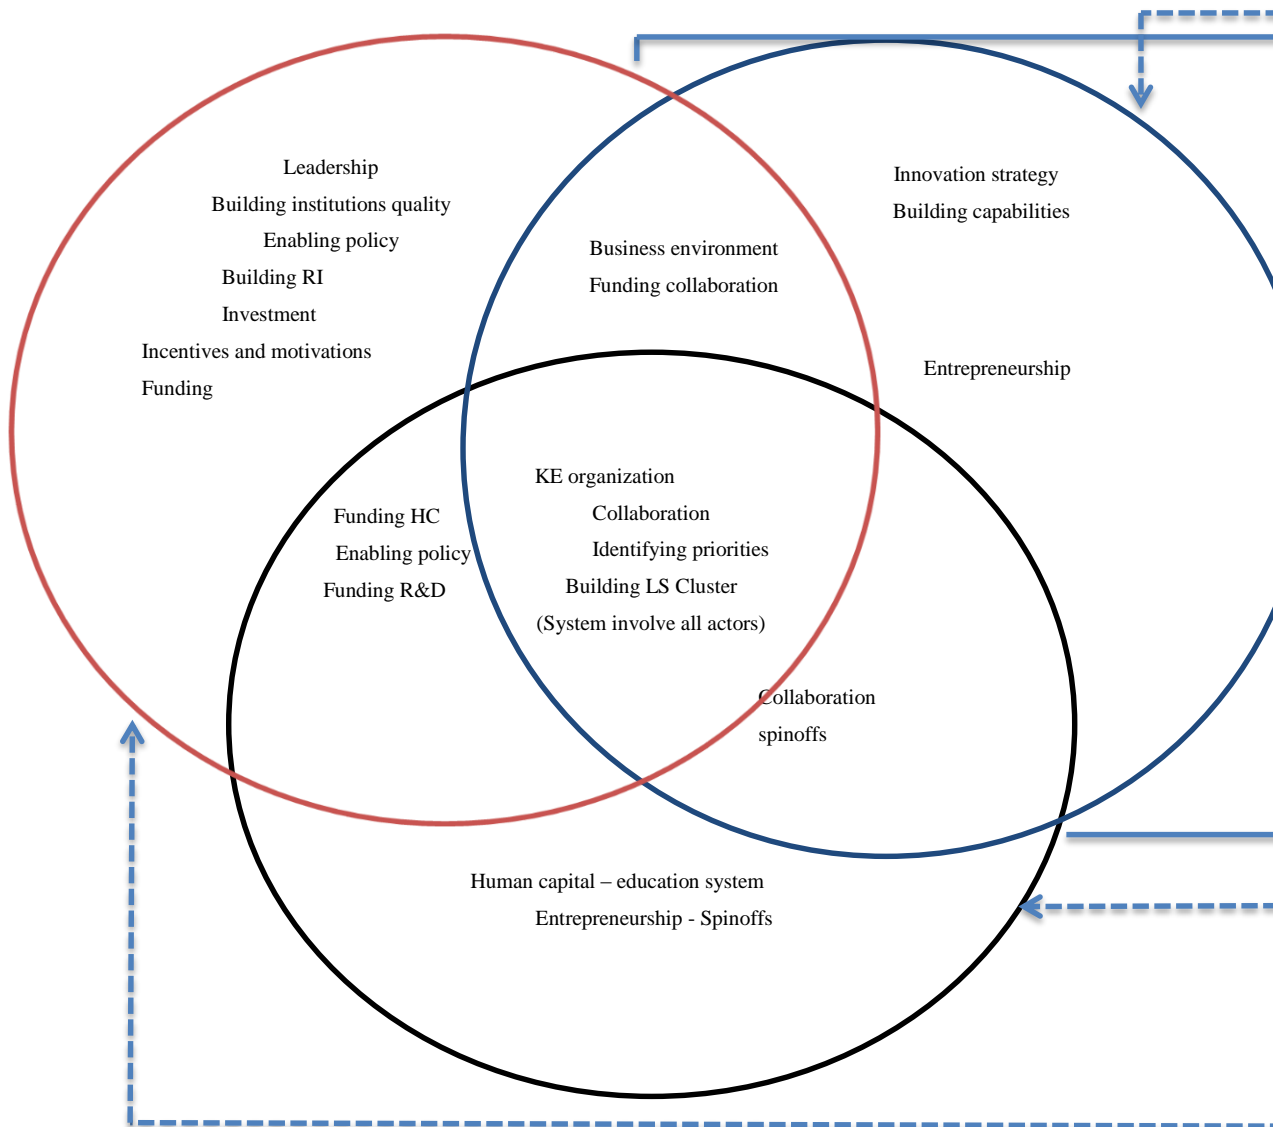 Leadership
Building institutions quality
Enabling policy
Building RI
Investment
Incentives and motivations
Funding
Business environment
Funding collaboration
Innovation strategy
Building capabilities
Entrepreneurship
Funding HC
Enabling policy
Funding R&D
KE organization
Collaboration
Identifying priorities
Building LS Cluster
(System involve all actors)
Collaboration
spinoffs
Human capital – education system
Entrepreneurship - Spinoffs